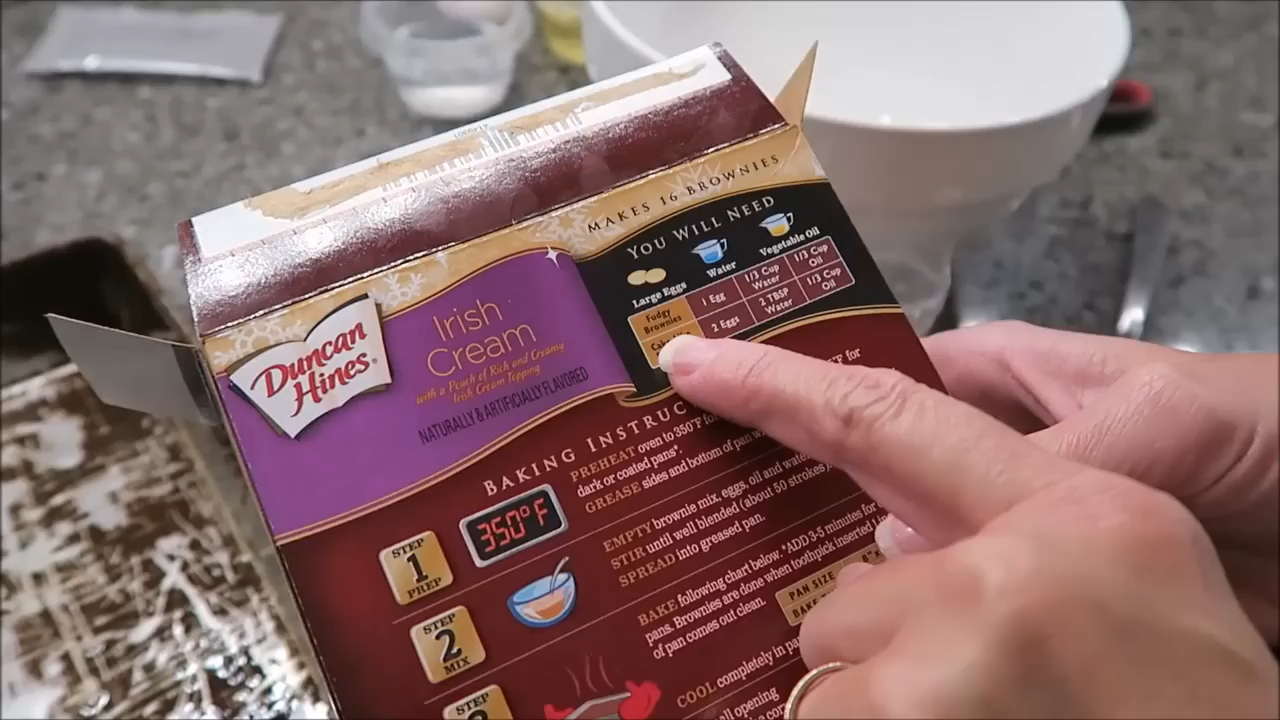 MAKES 16 BROWNIES
YOU WILL NEED
Large Eggs
Water
Vegetable Oil
Fudgy
Brownies
1 Egg
1/3 Cup
Water
1/3 Cup
Oil
2 Eggs
2 TBSP
Water
1/3 Cup
Oil
Duncan
Hines®
Irish
Cream
with a Pouch of Rich and Creamy
Irish Cream Topping
NATURALLY & ARTIFICIALLY FLAVORED
BAKING INSTRUC
STEP
1
PREP
350°F
PREHEAT oven to 350°F for
dark or coated pans*.
GREASE sides and bottom of pan
STEP
2
MIX
EMPTY brownie mix, eggs, oil and
STIR until well blended (about 50 strokes
SPREAD into greased pan.
STEP
BAKE following chart below. *ADD 3-5 minutes for
pans. Brownies are done when toothpick inserted
of pan comes out clean.
PAN SIZE
COOL completely in
opening